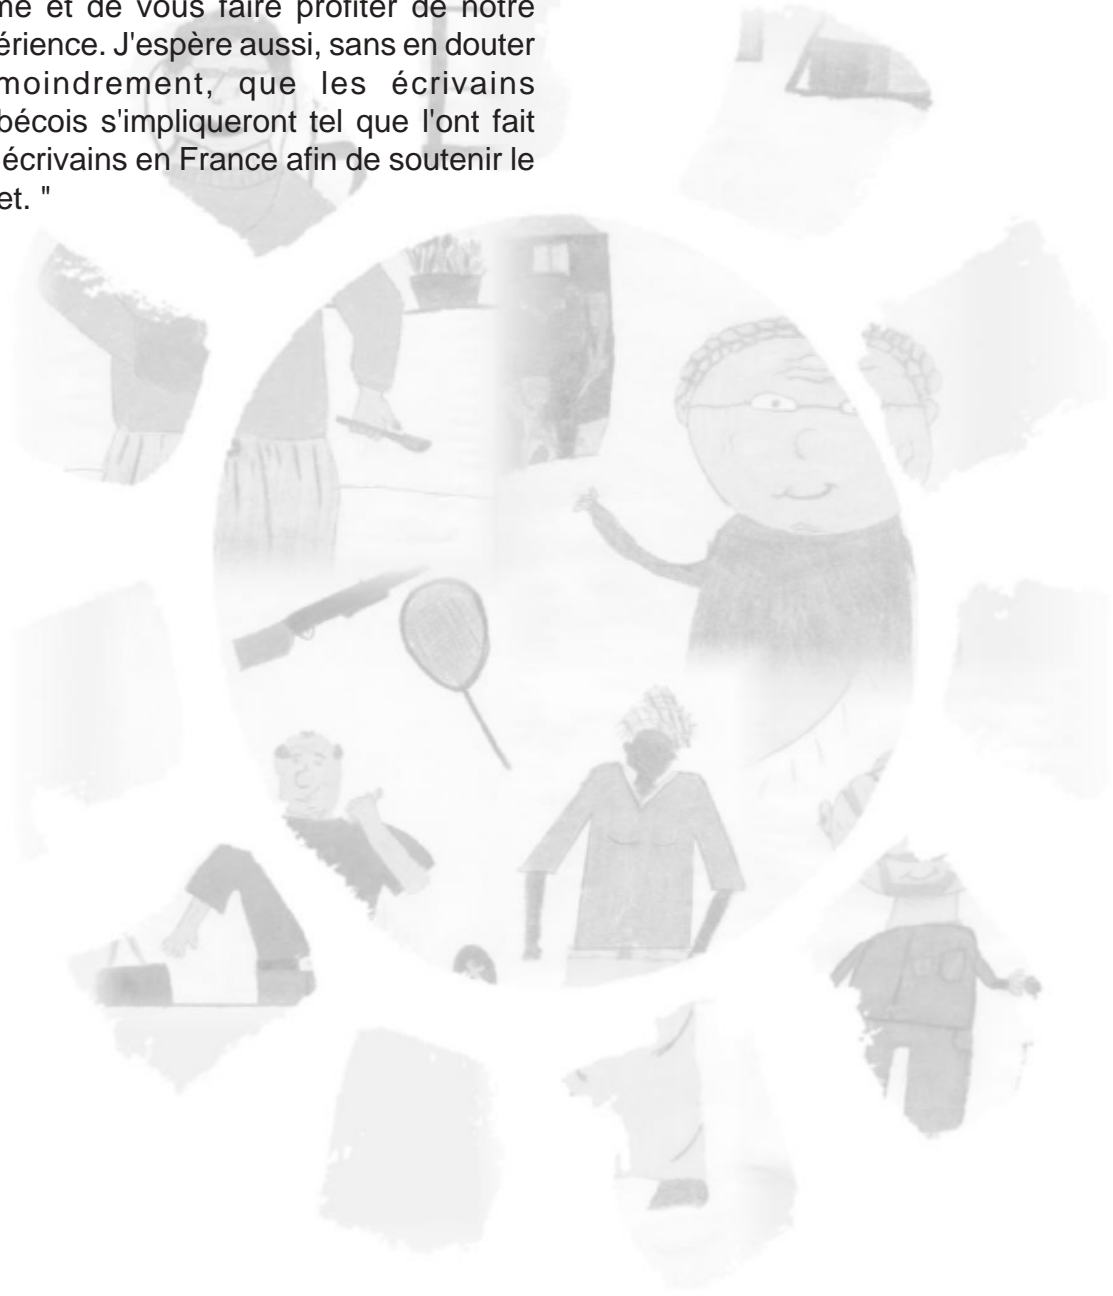 me et de vous faire profiter de notre
érience. J'espère aussi, sans en douter
moindrement, que les écrivains
bécois s'impliqueront tel que l'ont fait
écrivains en France afin de soutenir le
et. "